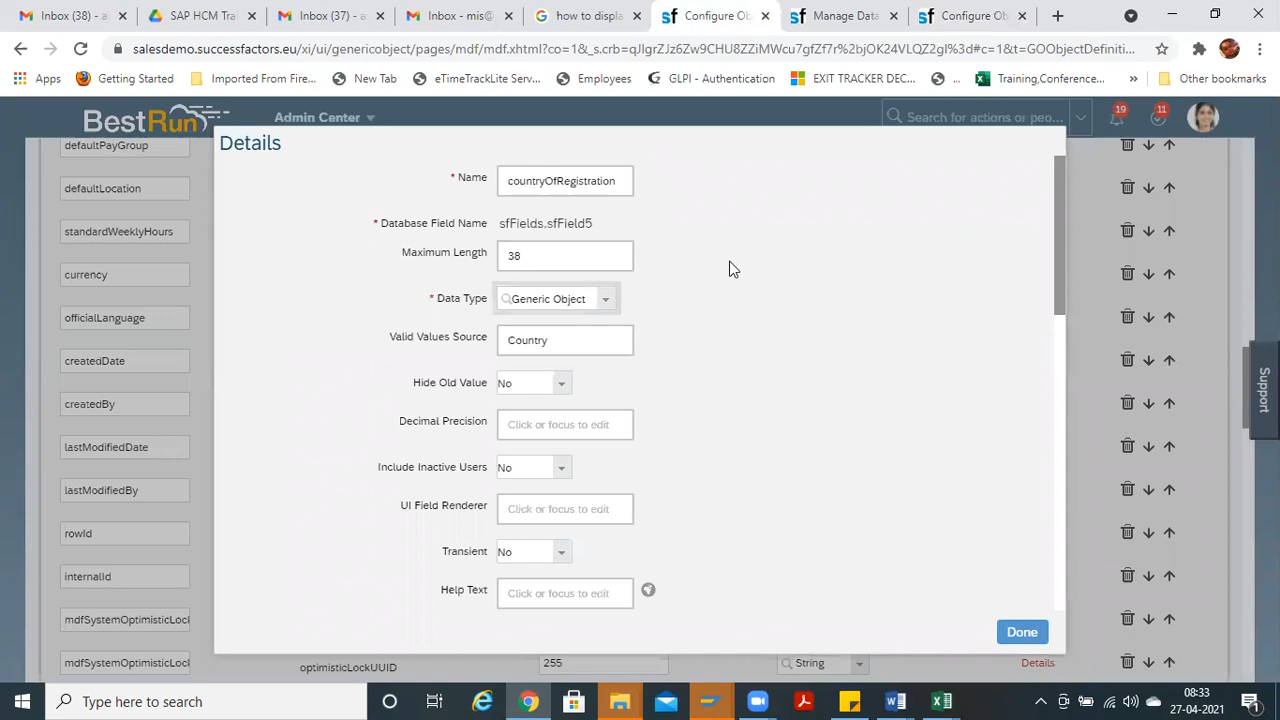 Inbox (38) - a
SAP HCM Tra
Inbox (37) - a
Inbox - mis@
how to displa
Configure Ob
Manage Data
Configure Ob
salesdemo.successfactors.eu/xi/ui/genericobject/pages/mdf/mdf.xhtml?co=1&_s.crb=
Apps
Getting Started
Imported From Fire...
New Tab
eTimeTrackLite Serv...
Employees
GLPI - Authentication
EXIT TRACKER DEC...
...
Training,Conference...
»
Other bookmarks
BestRun
Admin Center
Search for actions or peo...
19
11
Details
defaultPayGroup
defaultLocation
standardWeeklyHours
currency
officialLanguage
createdDate
createdBy
lastModifiedDate
lastModifiedBy
rowId
internalId
mdfSystemOptimisticLocl
mdfSystemOptimisticLocl
* Name
countryOfRegistration
* Database Field Name
sfFields.sfField5
Maximum Length
38
* Data Type
Generic Object
Valid Values Source
Country
Hide Old Value
No
Decimal Precision
Click or focus to edit
Include Inactive Users
No
UI Field Renderer
Click or focus to edit
Transient
No
Help Text
Click or focus to edit
Done
Support
optimisticLockUUID
255
String
Details
Type here to search
08:33
27-04-2021
1